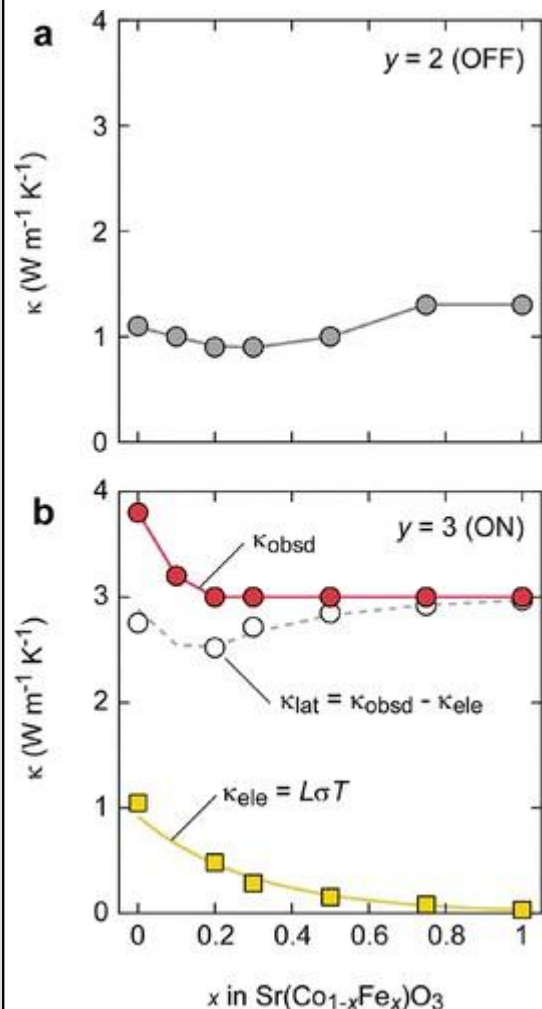 a
y = 2 (OFF)
κ (W m⁻¹ K⁻¹)
4
3
2
1
0
b
y = 3 (ON)
κobsd
κlat = κobsd - κele
κele = LσT
κ (W m⁻¹ K⁻¹)
4
3
2
1
0
0 0.2 0.4 0.6 0.8 1
x in Sr(Co₁₋ₓFeₓ)O₃